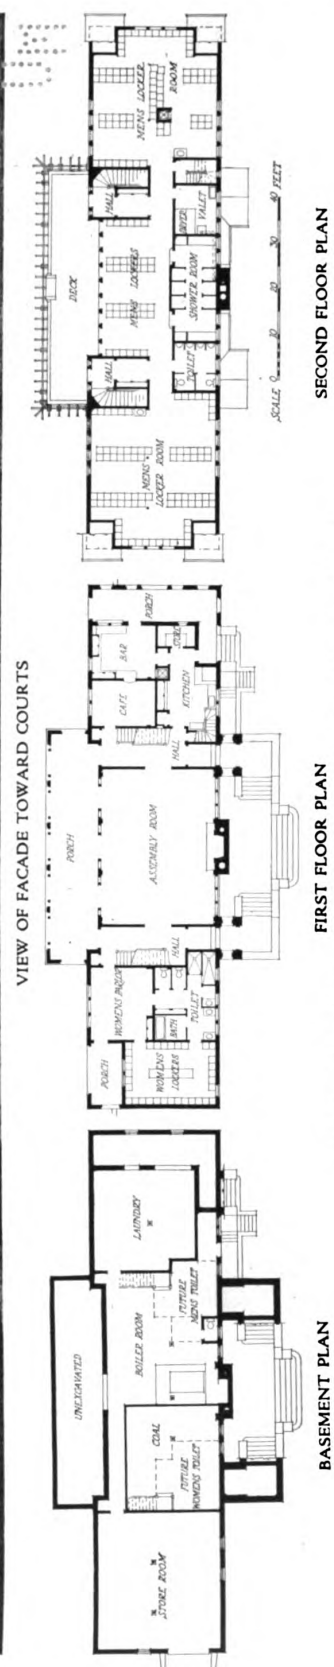 VIEW OF FACADE TOWARD COURTS
STORE ROOM
COAL
FUTURE
WOMENS TOILET
UNEXCAVATED
BOILER ROOM
FUTURE
MENS TOILET
LAUNDRY
BASEMENT PLAN
PORCH
WOMENS PARLOR
WOMENS
LOCKERS
BATH
TOILET
HALL
PORCH
ASSEMBLY ROOM
HALL
CAFE
BAR
KITCHEN
STORE
PORCH
FIRST FLOOR PLAN
MENS
LOCKER ROOM
HALL
TOILET
DECK
MENS LOCKERS
SHOWER ROOM
DRYER
VALET
HALL
MENS LOCKER
ROOM
SCALE 0 10 20 30 40 FEET
SECOND FLOOR PLAN